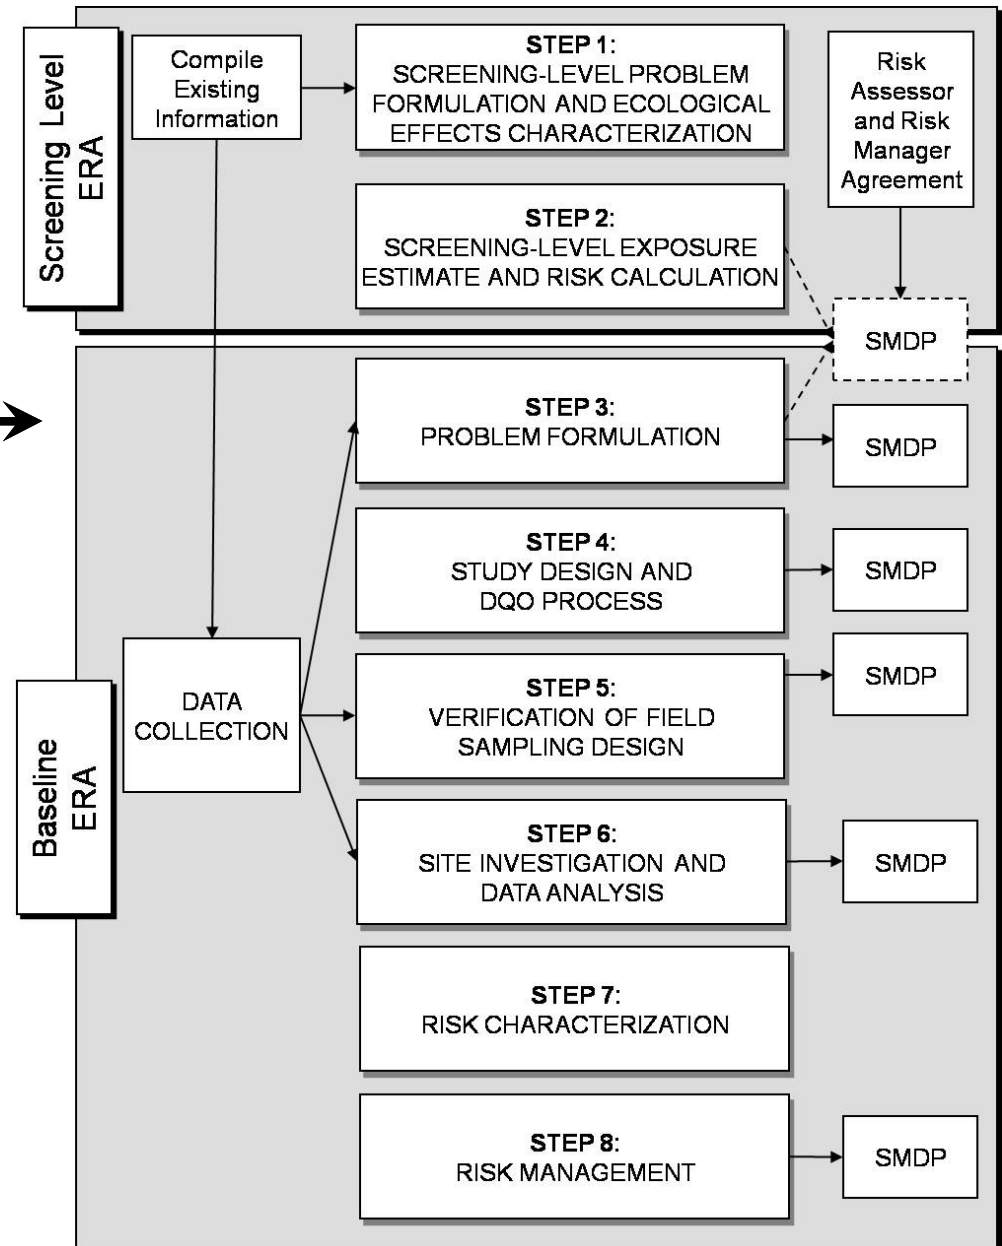 Screening Level
ERA
Compile
Existing
Information
STEP 1:
SCREENING-LEVEL PROBLEM
FORMULATION AND ECOLOGICAL
EFFECTS CHARACTERIZATION
Risk
Assessor
and Risk
Manager
Agreement
STEP 2:
SCREENING-LEVEL EXPOSURE
ESTIMATE AND RISK CALCULATION
SMDP
STEP 3:
PROBLEM FORMULATION
SMDP
STEP 4:
STUDY DESIGN AND
DQO PROCESS
SMDP
Baseline
ERA
DATA
COLLECTION
STEP 5:
VERIFICATION OF FIELD
SAMPLING DESIGN
SMDP
STEP 6:
SITE INVESTIGATION AND
DATA ANALYSIS
SMDP
STEP 7:
RISK CHARACTERIZATION
STEP 8:
RISK MANAGEMENT
SMDP